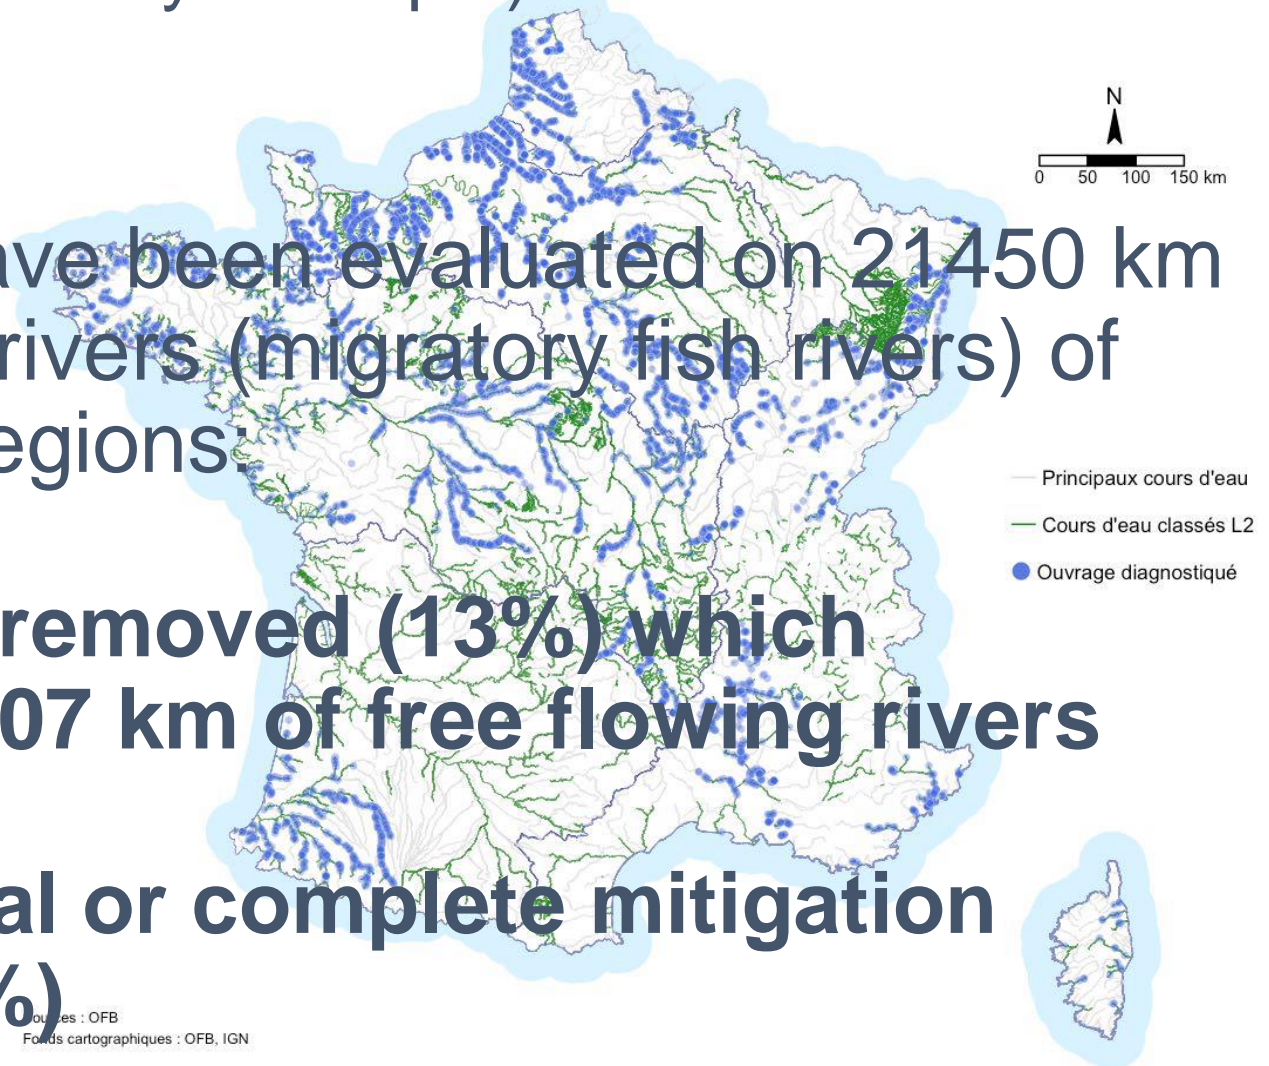 N
0 50 100 150 km
ave been evaluated on 21450 km
rivers (migratory fish rivers) of
egions:
Principaux cours d'eau
Cours d'eau classés L2
Ouvrage diagnostiqué
removed (13%) which
07 km of free flowing rivers
al or complete mitigation
%)
: OFB
Fonds cartographiques : OFB, IGN